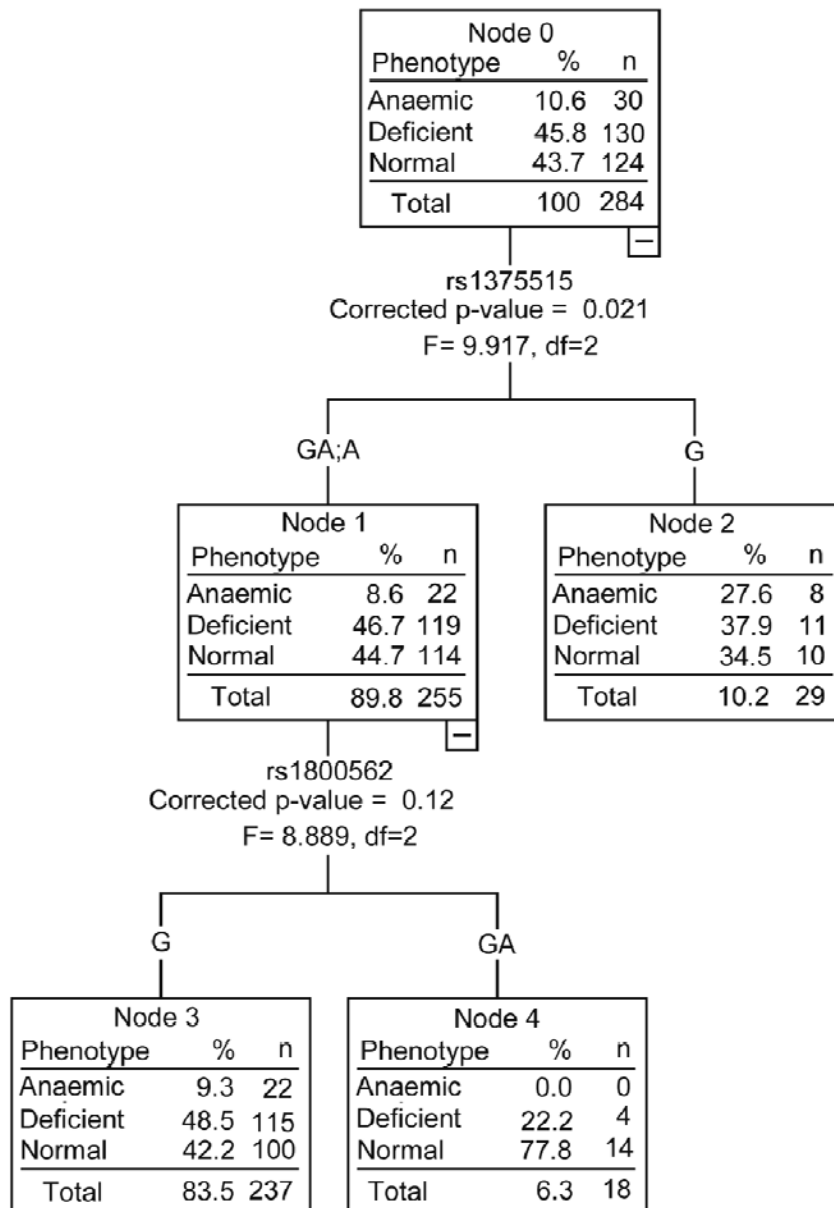 Node 0
Phenotype % n
Anaemic 10.6 30
Deficient 45.8 130
Normal 43.7 124
Total 100 284
rs1375515
Corrected p-value = 0.021
F= 9.917, df=2
GA;A
G
Node 1
Phenotype % n
Anaemic 8.6 22
Deficient 46.7 119
Normal 44.7 114
Total 89.8 255
Node 2
Phenotype % n
Anaemic 27.6 8
Deficient 37.9 11
Normal 34.5 10
Total 10.2 29
rs1800562
Corrected p-value = 0.12
F= 8.889, df=2
G
GA
Node 3
Phenotype % n
Anaemic 9.3 22
Deficient 48.5 115
Normal 42.2 100
Total 83.5 237
Node 4
Phenotype % n
Anaemic 0.0 0
Deficient 22.2 4
Normal 77.8 14
Total 6.3 18